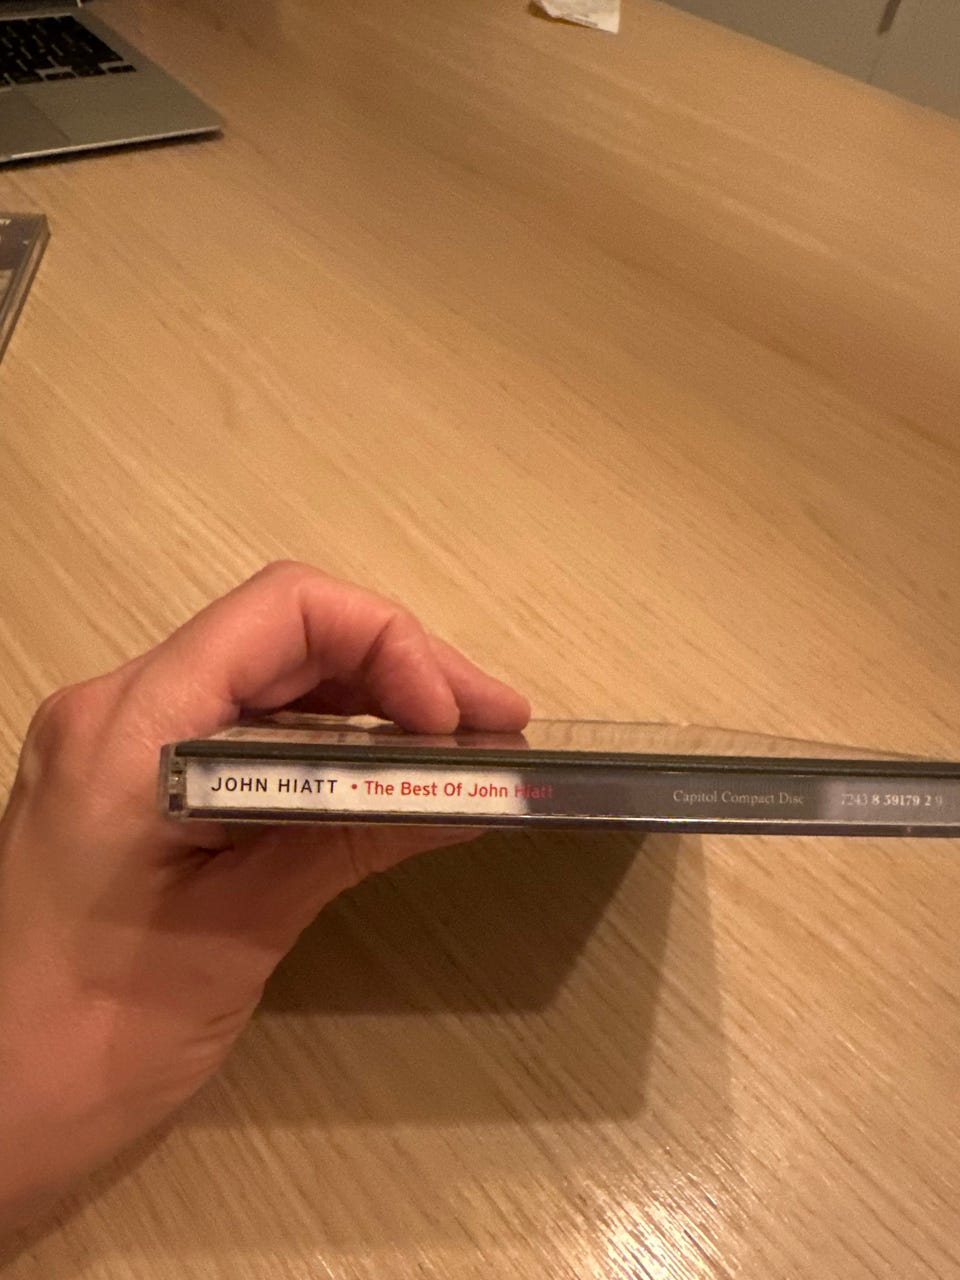 JOHN HIATT • The Best Of John Hiatt Capitol Compact Disc 7243 8 59179 2 9